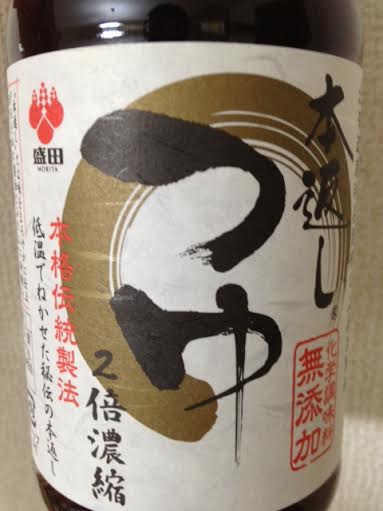 本返し
つゆ
盛田
MORITA
本格伝統製法
低温でねかせた秘伝の本返し
2倍濃縮
化学調味料
無添加